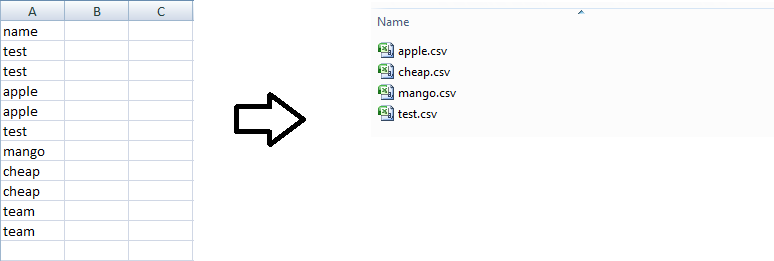 A B C
name
test
test
apple
apple
test
mango
cheap
cheap
team
team
Name
apple.csv
cheap.csv
mango.csv
test.csv